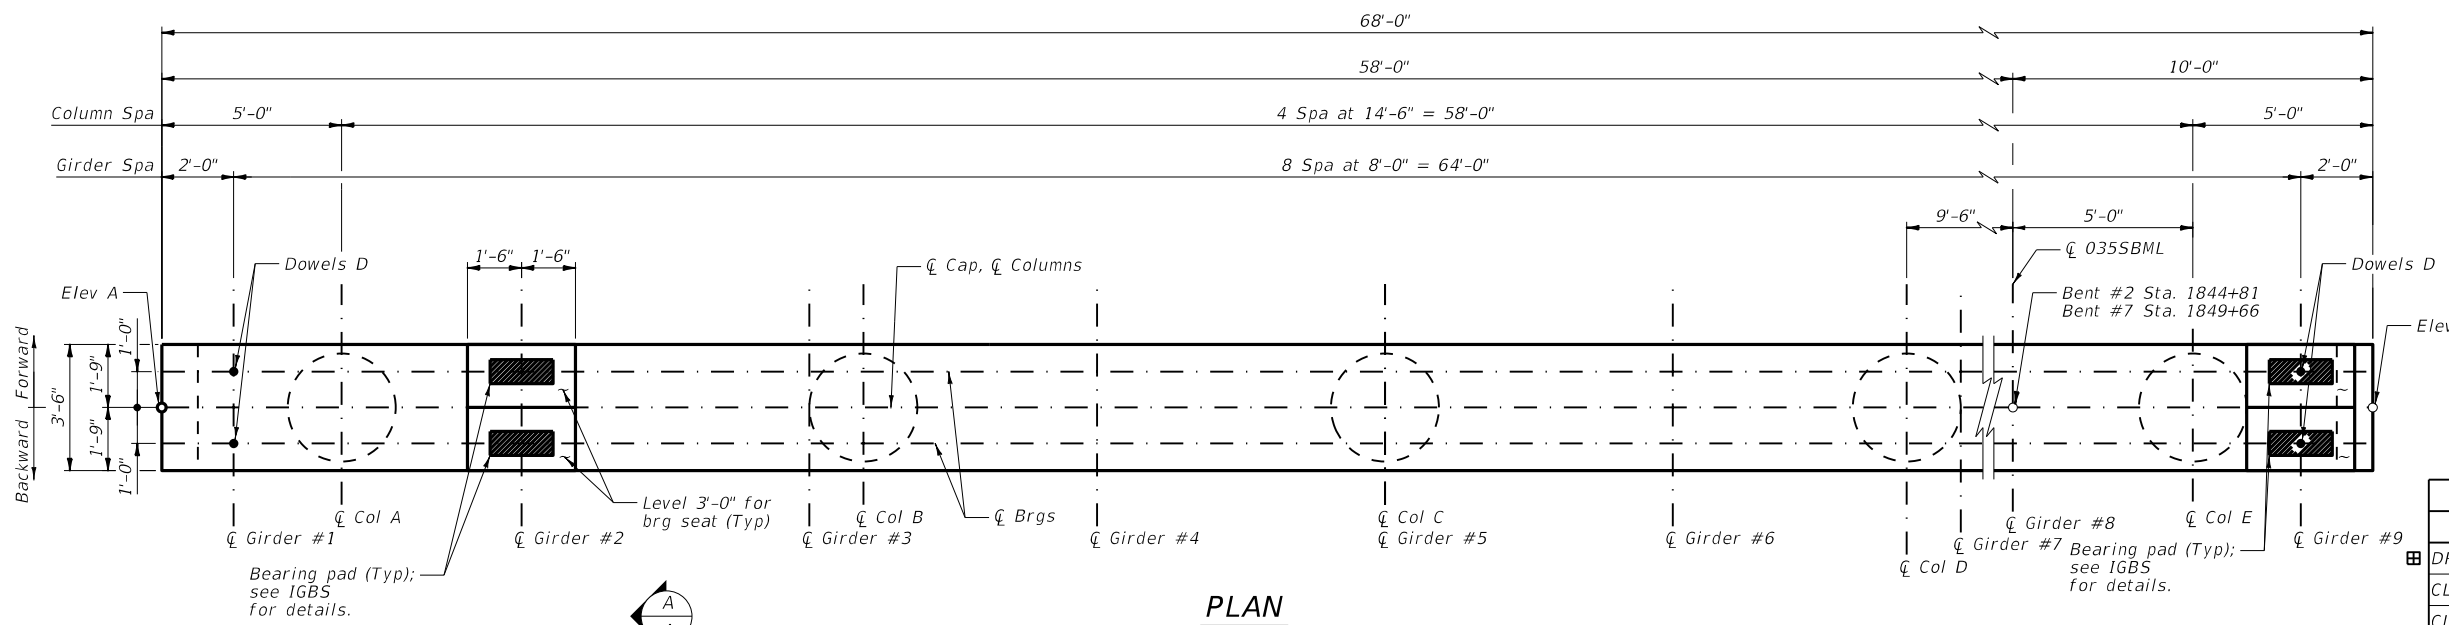 68'-0"
58'-0" 10'-0"
Column Spa 5'-0" 4 Spa at 14'-6" = 58'-0" 5'-0"
Girder Spa 2'-0" 8 Spa at 8'-0" = 64'-0" 2'-0"
9'-6" 5'-0"
℄ 035SBML
1'-6" 1'-6"
Dowels D
℄ Cap, ℄ Columns
Dowels D
Elev A
Bent #2 Sta. 1844+81
Bent #7 Sta. 1849+66
Elev
Backward Forward
3'-6"
1'-9"
1'-9"
1'-0"
1'-0"
Level 3'-0" for
brg seat (Typ)
℄ Brgs
℄ Col A
℄ Col B
℄ Col C
℄ Col E
℄ Girder #1
℄ Girder #2
℄ Girder #3
℄ Girder #4
℄ Girder #5
℄ Girder #6
℄ Girder #8
℄ Girder #7
℄ Girder #9
℄ Col D
Bearing pad (Typ);
see IGBS
for details.
Bearing pad (Typ);
see IGBS
for details.
A
PLAN